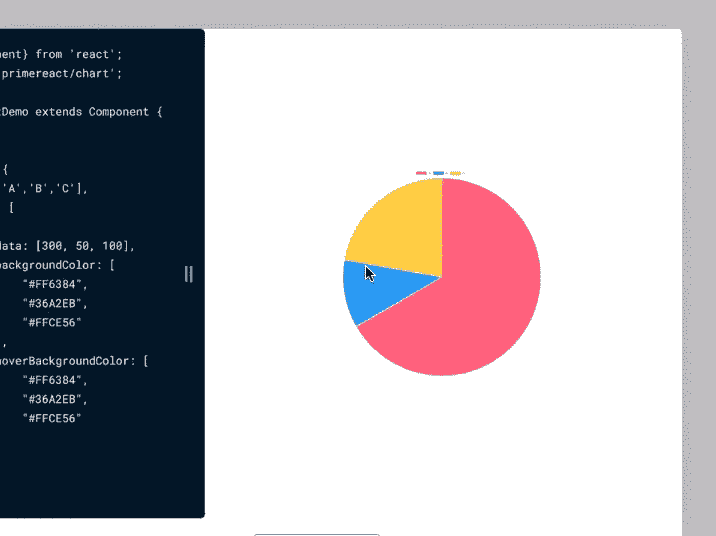 ent} from 'react';
primereact/chart';
Demo extends Component {
{
'A','B','C'],
[
data: [300, 50, 100],
backgroundColor: [
"#FF6384",
"#36A2EB",
"#FFCE56"
,
hoverBackgroundColor: [
"#FF6384",
"#36A2EB",
"#FFCE56"